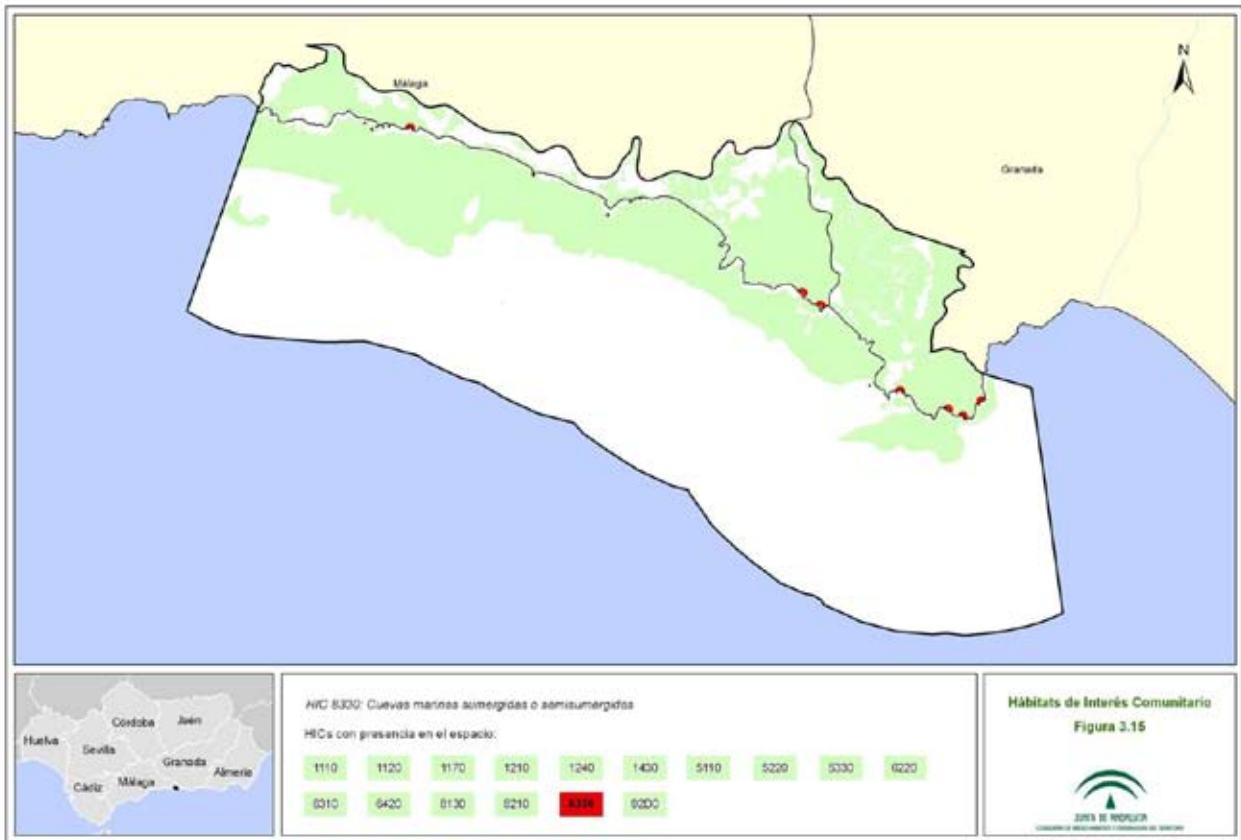 N
Málaga
Granada
HIC 8330: Cuevas marinas sumergidas o semisumergidas
HICs con presencia en el espacio:
1110 1120 1170 1210 1240 1430 5110 5220 5330 6220
6420 8130 8210 8330 92D0
Huelva
Sevilla
Córdoba
Jaén
Cádiz
Málaga
Granada
Almería
Hábitats de Interés Comunitario
Figura 3.15
JUNTA DE ANDALUCIA